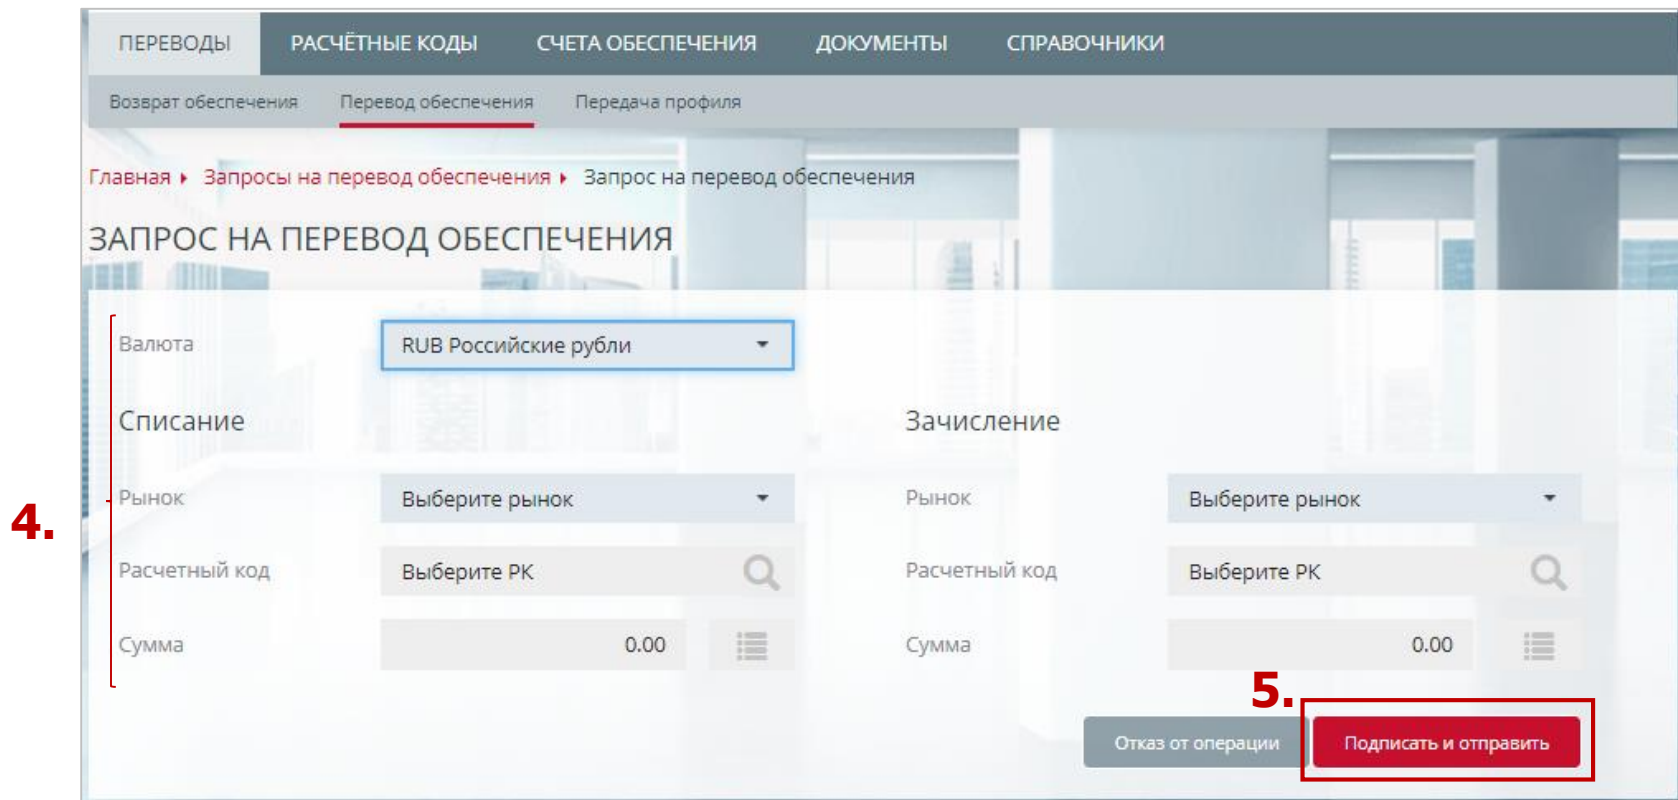 ПЕРЕВОДЫ РАСЧЁТНЫЕ КОДЫ СЧЕТА ОБЕСПЕЧЕНИЯ ДОКУМЕНТЫ СПРАВОЧНИКИ
Возврат обеспечения Перевод обеспечения Передача профиля
Главная Запросы на перевод обеспечения Запрос на перевод обеспечения
ЗАПРОС НА ПЕРЕВОД ОБЕСПЕЧЕНИЯ
Валюта RUB Российские рубли
Списание Зачисление
Рынок Выберите рынок Рынок Выберите рынок
4.
Расчетный код Выберите РК Расчетный код Выберите РК
Сумма 0.00 Сумма 0.00
5.
Отказ от операции Подписать и отправить